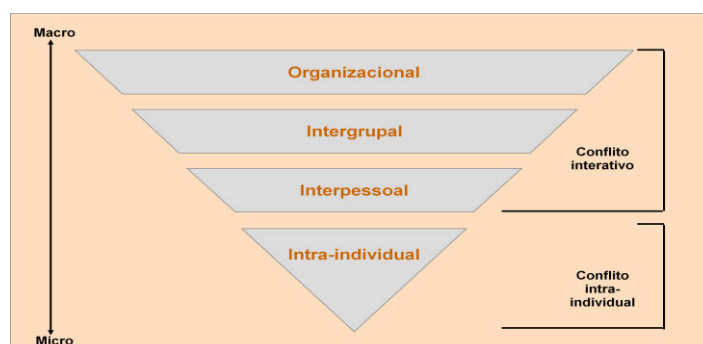 Macro
Organizacional
Intergrupal
Conflito
interativo
Interpessoal
Intra-individual
Conflito
intra-
individual
Micro